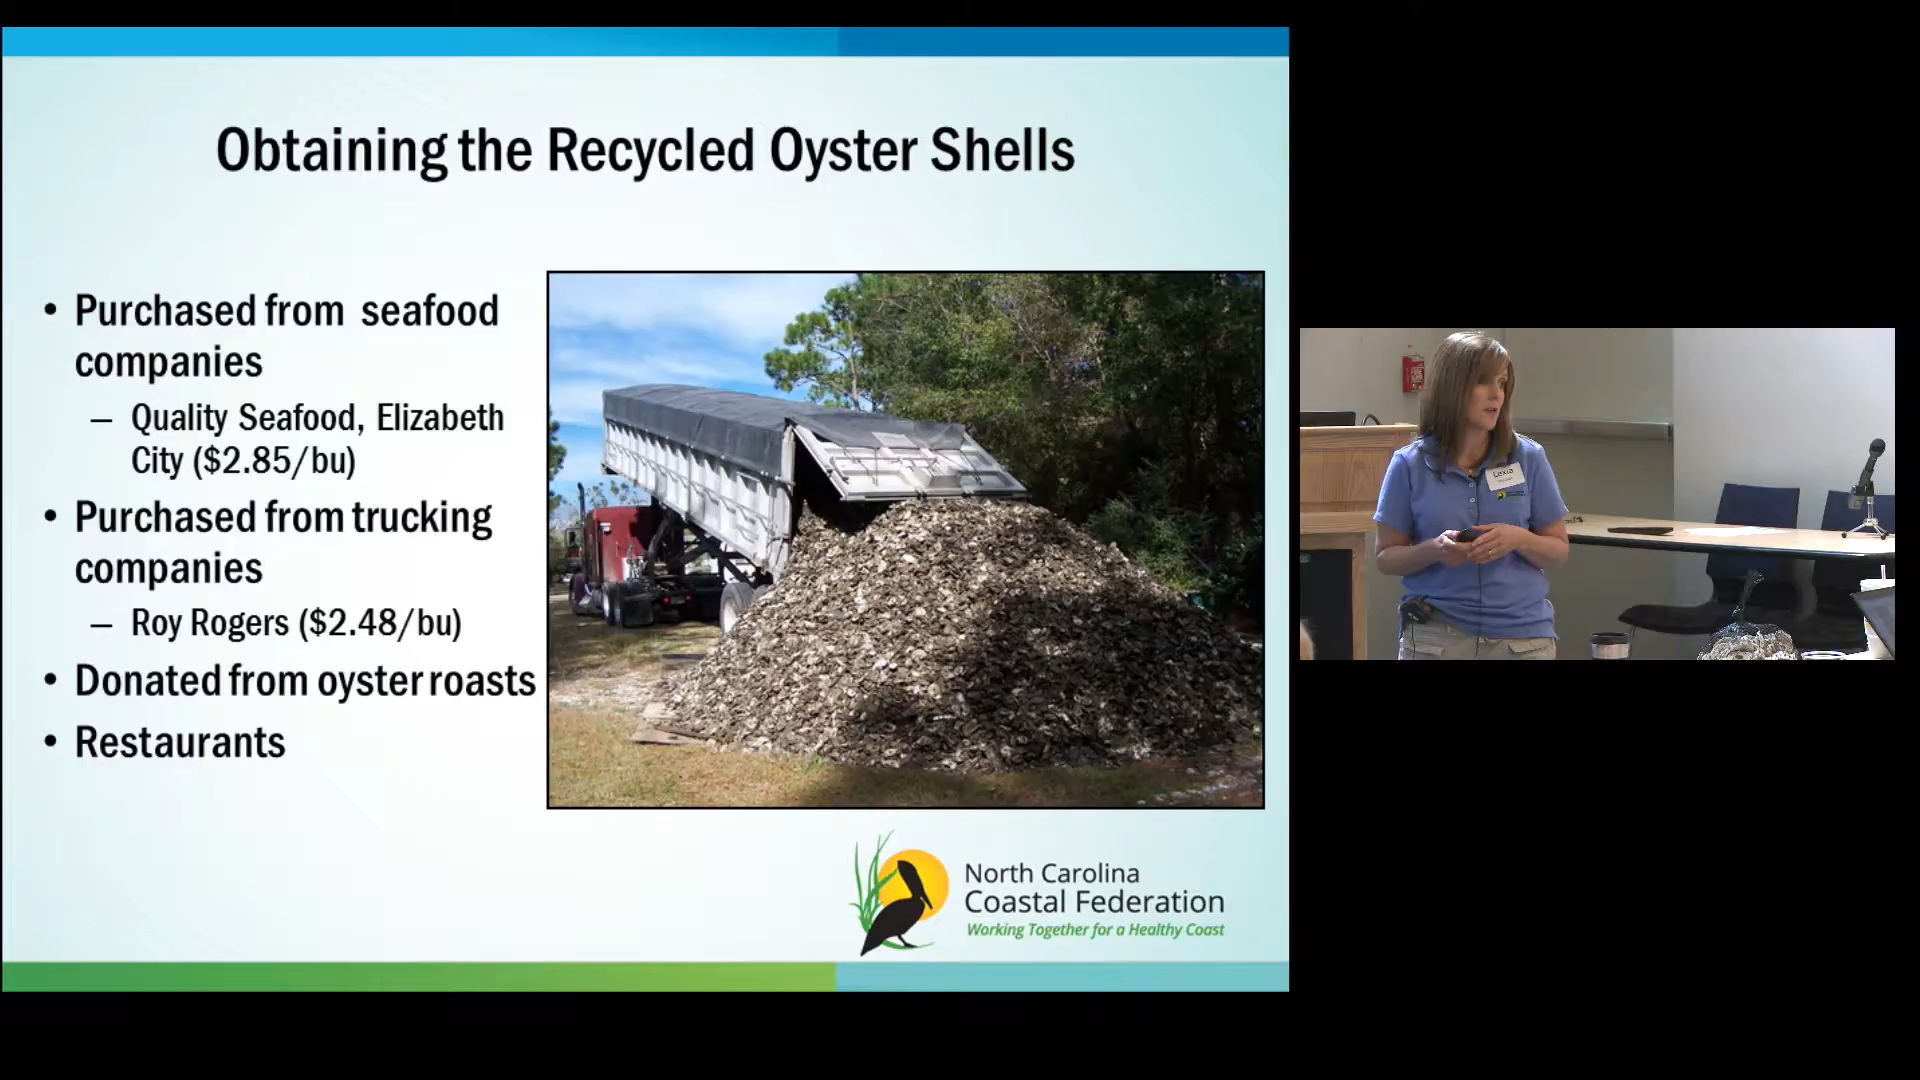 Obtaining the Recycled Oyster Shells
• Purchased from seafood
companies
– Quality Seafood, Elizabeth
City ($2.85/bu)
• Purchased from trucking
companies
– Roy Rogers ($2.48/bu)
• Donated from oyster roasts
• Restaurants
North Carolina
Coastal Federation
Working Together for a Healthy Coast
Lexia